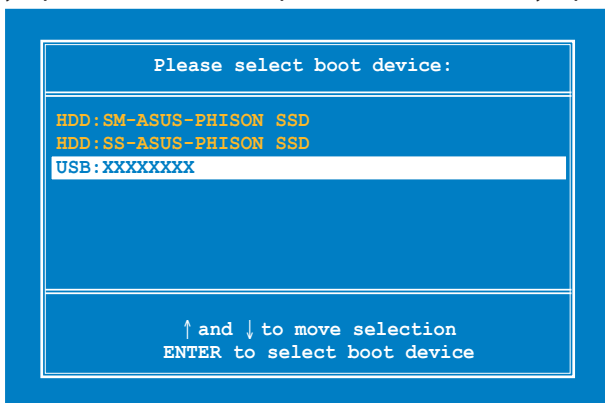 Please select boot device:
HDD:SM-ASUS-PHISON SSD
HDD:SS-ASUS-PHISON SSD
USB:XXXXXXXX
↑ and ↓ to move selection
ENTER to select boot device